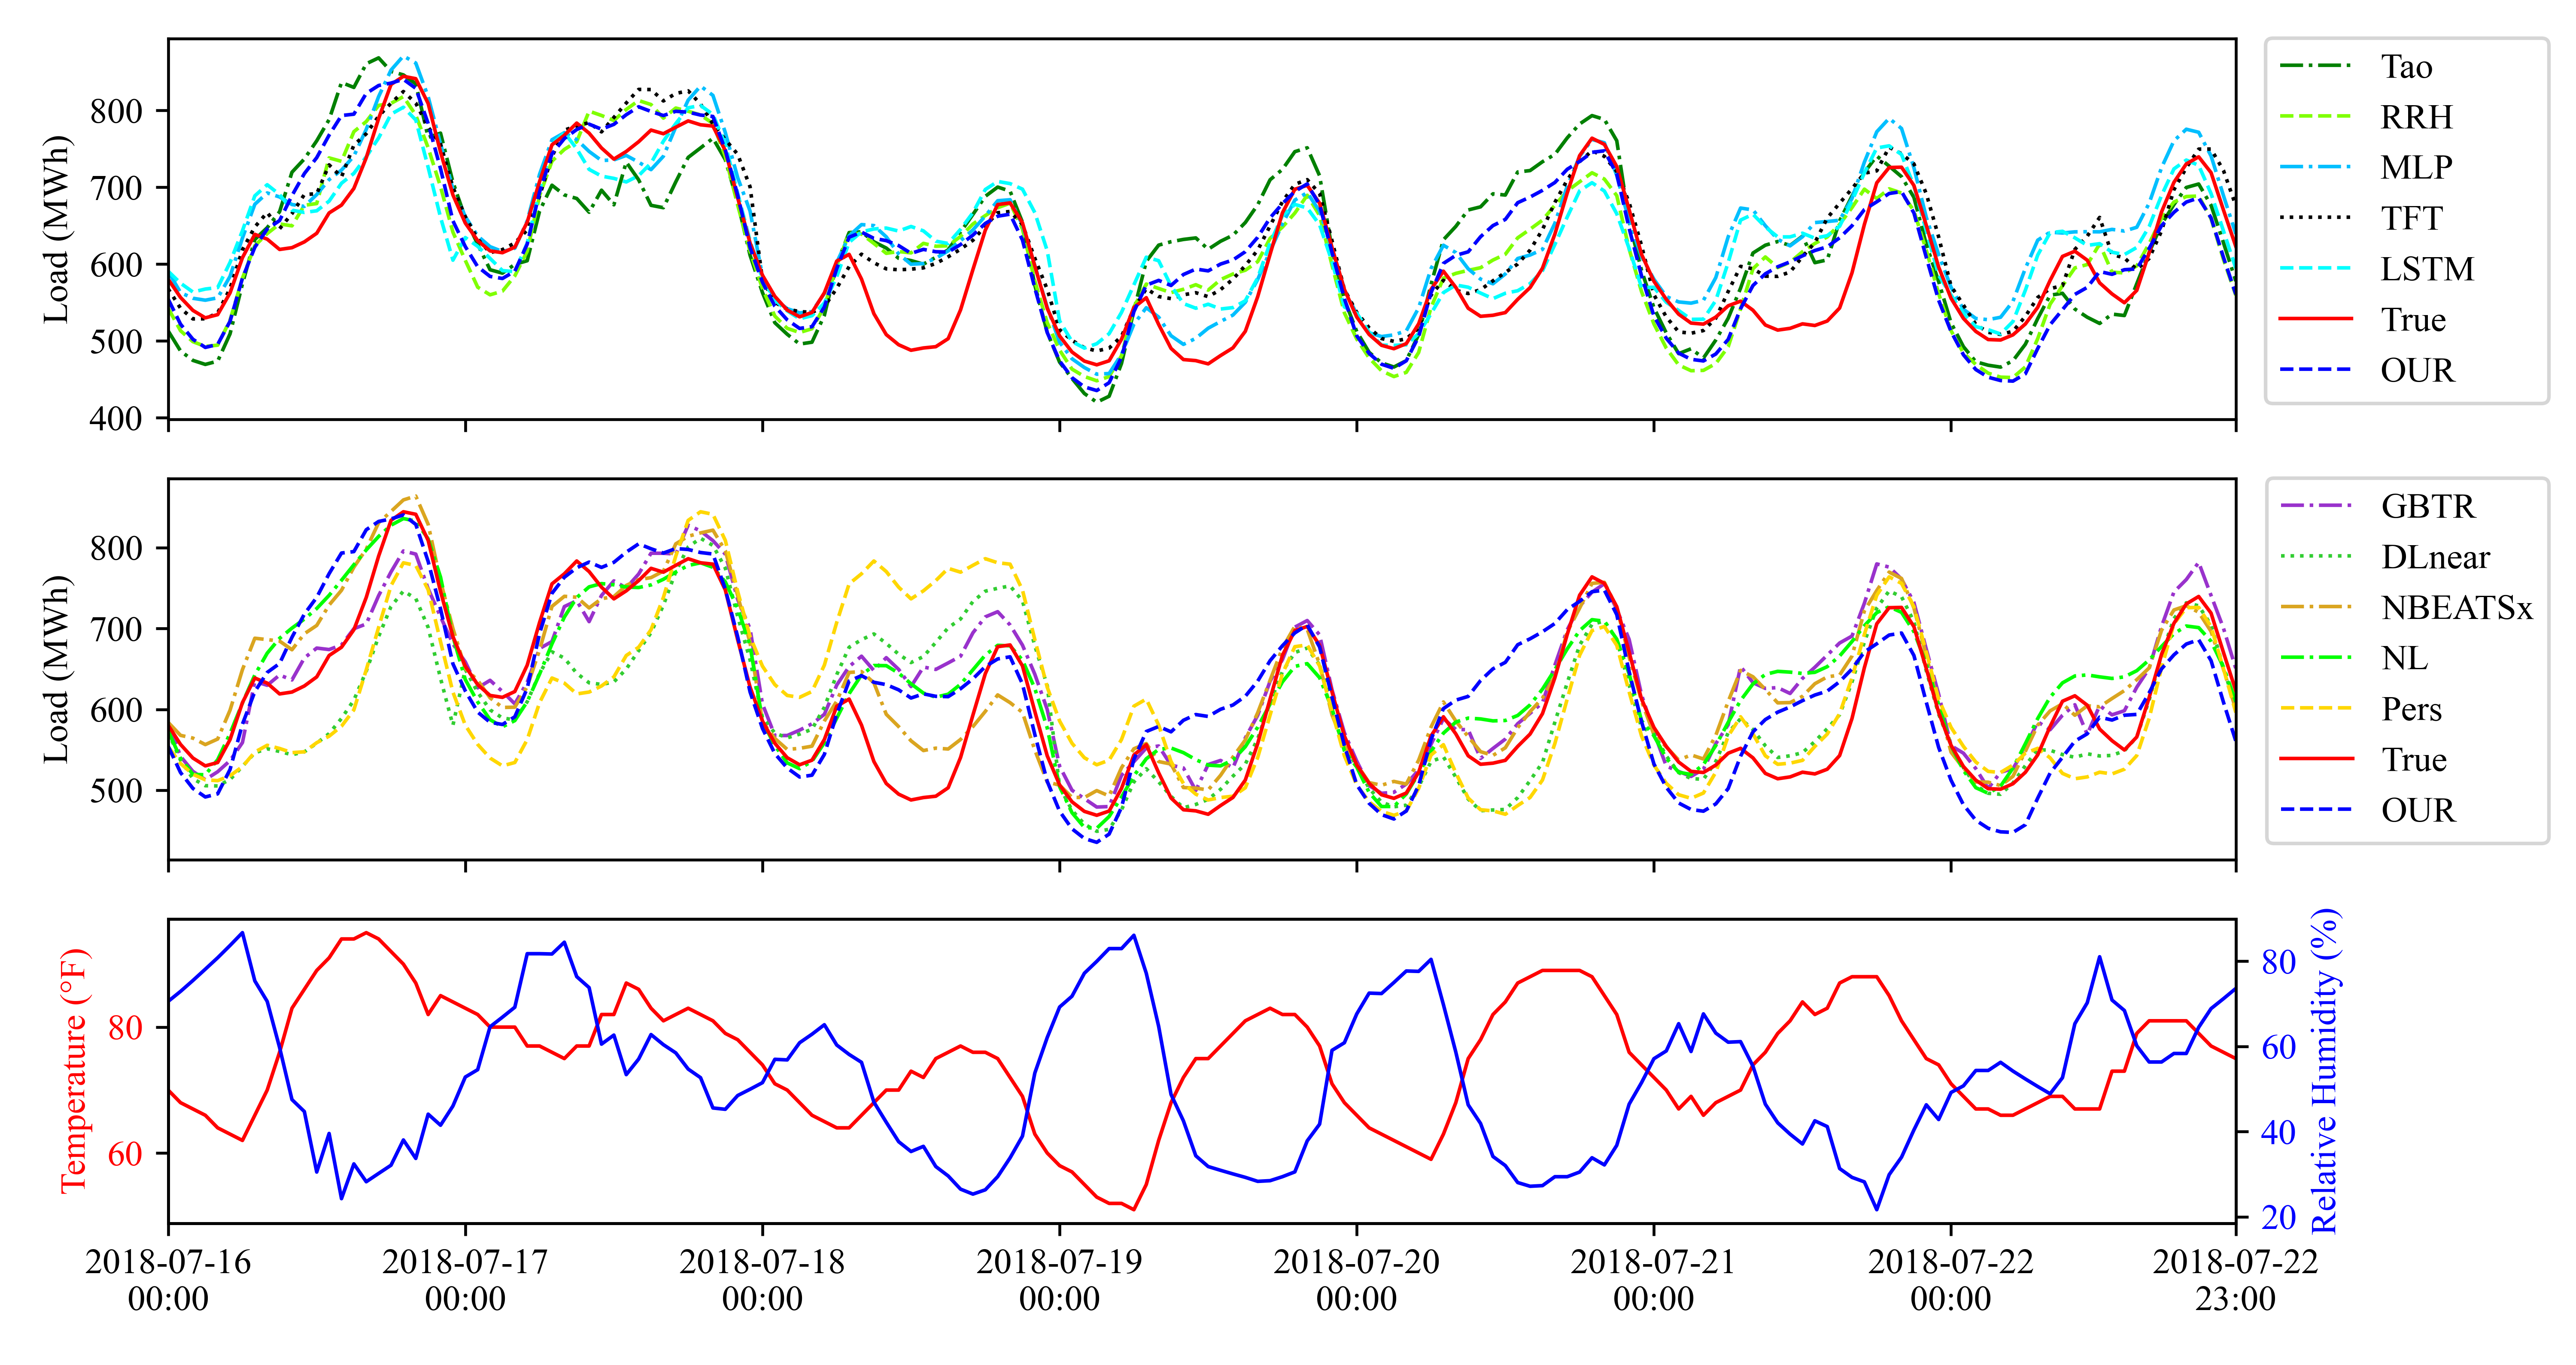 Load (MWh)
800
700
600
500
400
Tao
RRH
MLP
TFT
LSTM
True
OUR
Load (MWh)
800
700
600
500
GBTR
DLnear
NBEATSx
NL
Pers
True
OUR
Temperature (°F)
80
60
80
60
40
20
Relative Humidity (%)
2018-07-16 2018-07-17 2018-07-18 2018-07-19 2018-07-20 2018-07-21 2018-07-22 2018-07-22
00:00 00:00 00:00 00:00 00:00 00:00 00:00 23:00